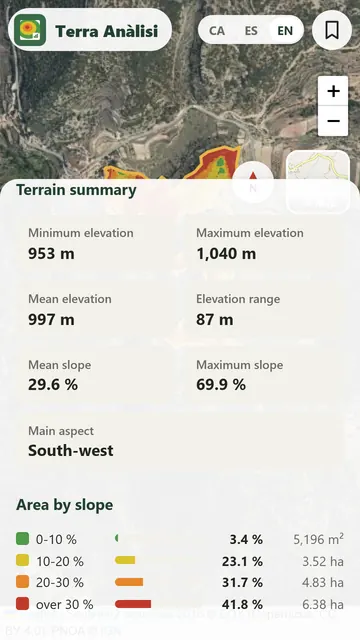 Terra Anàlisi
CA ES EN
+
−
N
Terrain summary
Minimum elevation
953 m
Maximum elevation
1,040 m
Mean elevation
997 m
Elevation range
87 m
Mean slope
29.6 %
Maximum slope
69.9 %
Main aspect
South-west
Area by slope
0-10 % 3.4 % 5,196 m²
10-20 % 23.1 % 3.52 ha
20-30 % 31.7 % 4.83 ha
over 30 % 41.8 % 6.38 ha